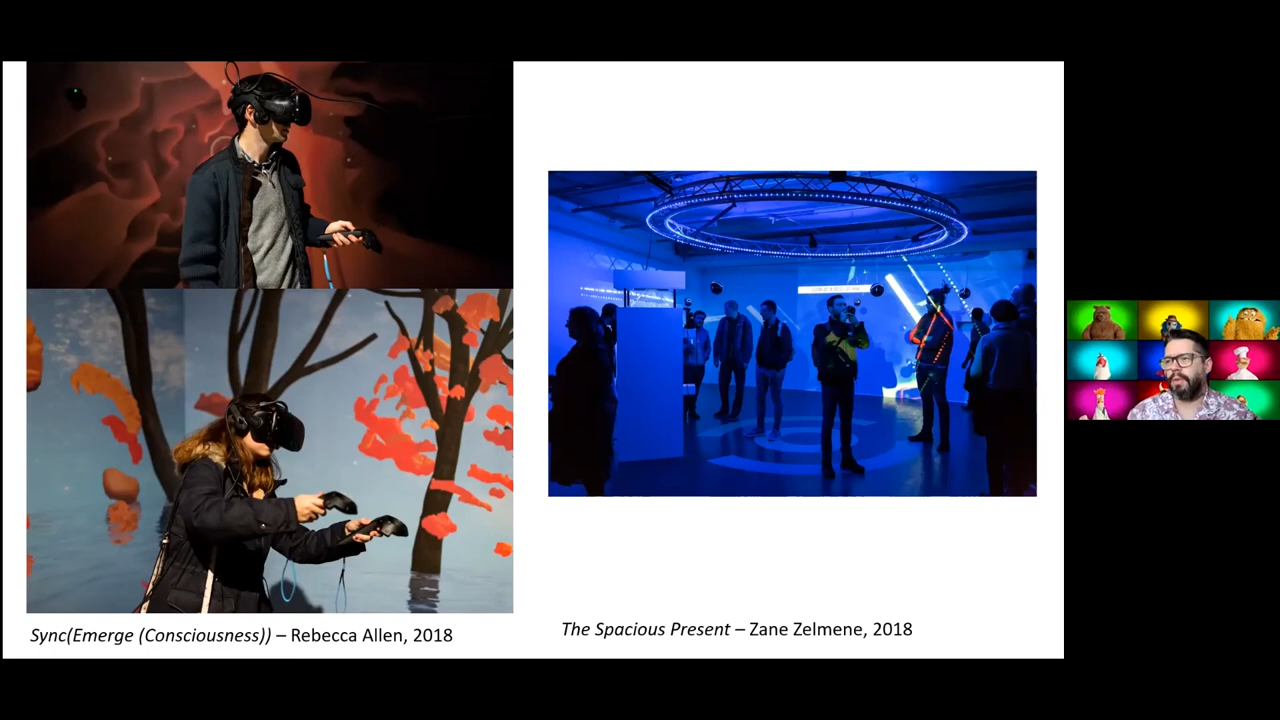 Sync(Emerge (Consciousness)) – Rebecca Allen, 2018
The Spacious Present – Zane Zelmene, 2018